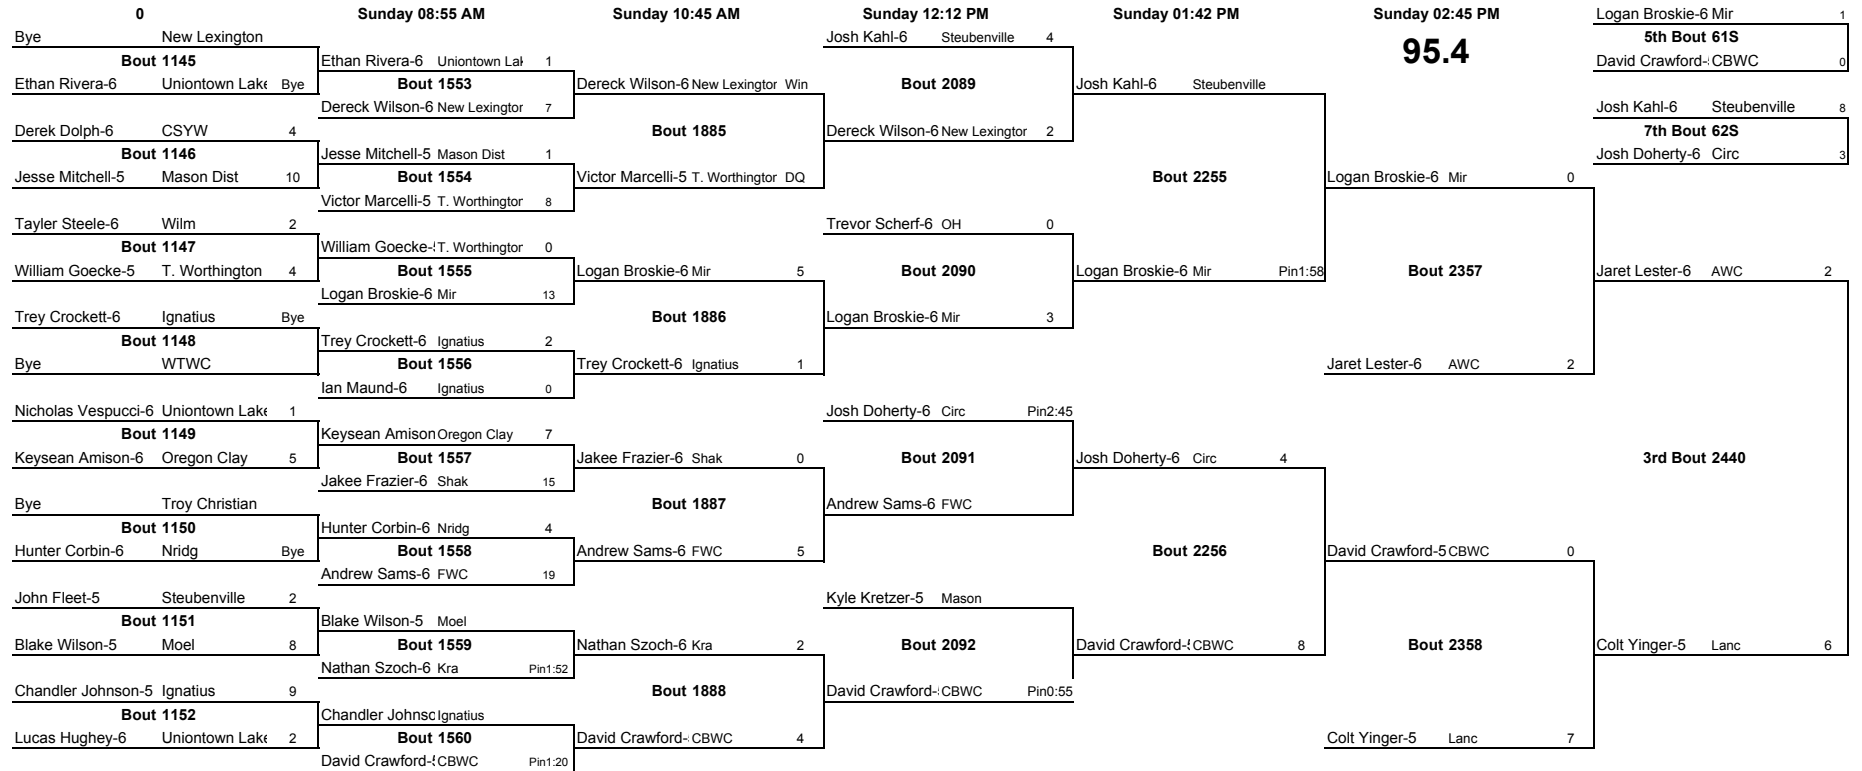 0 Sunday 08:55 AM Sunday 10:45 AM Sunday 12:12 PM Sunday 01:42 PM Sunday 02:45 PM Logan Broskie-6 Mir 1
Bye New Lexington Josh Kahl-6 Steubenville 4 95.4 5th Bout 61S
Bout 1145 Ethan Rivera-6 Uniontown Lak 1 David Crawford- CBWC 0
Ethan Rivera-6 Uniontown Lake Bye Bout 1553 Dereck Wilson-6 New Lexington Win Bout 2089 Josh Kahl-6 Steubenville
Dereck Wilson-6 New Lexington 7 Josh Kahl-6 Steubenville 8
Derek Dolph-6 CSYW 4 Bout 1885 Dereck Wilson-6 New Lexington 2 7th Bout 62S
Bout 1146 Jesse Mitchell-5 Mason Dist 1 Josh Doherty-6 Circ 3
Jesse Mitchell-5 Mason Dist 10 Bout 1554 Victor Marcelli-5 T. Worthington DQ Bout 2255 Logan Broskie-6 Mir 0
Victor Marcelli-5 T. Worthington 8
Tayler Steele-6 Wilm 2 Trevor Scherf-6 OH 0
Bout 1147 William Goecke- T. Worthington 0
William Goecke-5 T. Worthington 4 Bout 1555 Logan Broskie-6 Mir 5 Bout 2090 Logan Broskie-6 Mir Pin1:58 Bout 2357 Jaret Lester-6 AWC 2
Logan Broskie-6 Mir 13
Trey Crockett-6 Ignatius Bye Bout 1886 Logan Broskie-6 Mir 3
Bout 1148 Trey Crockett-6 Ignatius 2
Bye WTWC Bout 1556 Trey Crockett-6 Ignatius 1 Jaret Lester-6 AWC 2
Ian Maund-6 Ignatius 0
Nicholas Vespucci-6 Uniontown Lake 1 Josh Doherty-6 Circ Pin2:45
Bout 1149 Keysean Amison Oregon Clay 7
Keysean Amison-6 Oregon Clay 5 Bout 1557 Jakee Frazier-6 Shak 0 Bout 2091 Josh Doherty-6 Circ 4 3rd Bout 2440
Jakee Frazier-6 Shak 15
Bye Troy Christian Bout 1887 Andrew Sams-6 FWC
Bout 1150 Hunter Corbin-6 Nridg 4
Hunter Corbin-6 Nridg Bye Bout 1558 Andrew Sams-6 FWC 5 Bout 2256 David Crawford-5 CBWC 0
Andrew Sams-6 FWC 19
John Fleet-5 Steubenville 2 Kyle Kretzer-5 Mason
Bout 1151 Blake Wilson-5 Moel
Blake Wilson-5 Moel 8 Bout 1559 Nathan Szoch-6 Kra 2 Bout 2092 David Crawford- CBWC 8 Bout 2358 Colt Yinger-5 Lanc 6
Nathan Szoch-6 Kra Pin1:52
Chandler Johnson-5 Ignatius 9 Bout 1888 David Crawford- CBWC Pin0:55
Bout 1152 Chandler Johnsc Ignatius
Lucas Hughey-6 Uniontown Lake 2 Bout 1560 David Crawford- CBWC 4 Colt Yinger-5 Lanc 7
David Crawford- CBWC Pin1:20